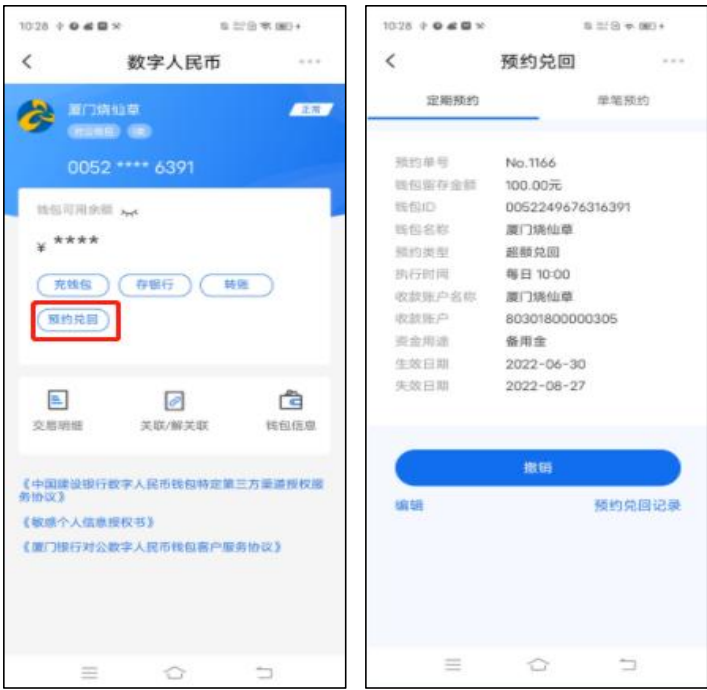 10:28
数字人民币
厦门烧仙草
正常
对公钱包
0052 **** 6391
钱包可用余额
¥ ****
充钱包
存银行
转账
预约兑回
交易明细
关联/解关联
钱包信息
《中国建设银行数字人民币钱包特定第三方渠道授权服
务协议》
《敏感个人信息授权书》
《厦门银行对公数字人民币钱包客户服务协议》
10:28
预约兑回
定期预约
单笔预约
预约单号 No.1166
钱包留存金额 100.00元
钱包ID 0052249676316391
钱包名称 厦门烧仙草
预约类型 超额兑回
执行时间 每日 10:00
收款账户名称 厦门烧仙草
收款账户 80301800000305
资金用途 备用金
生效日期 2022-06-30
失效日期 2022-08-27
撤销
编辑
预约兑回记录